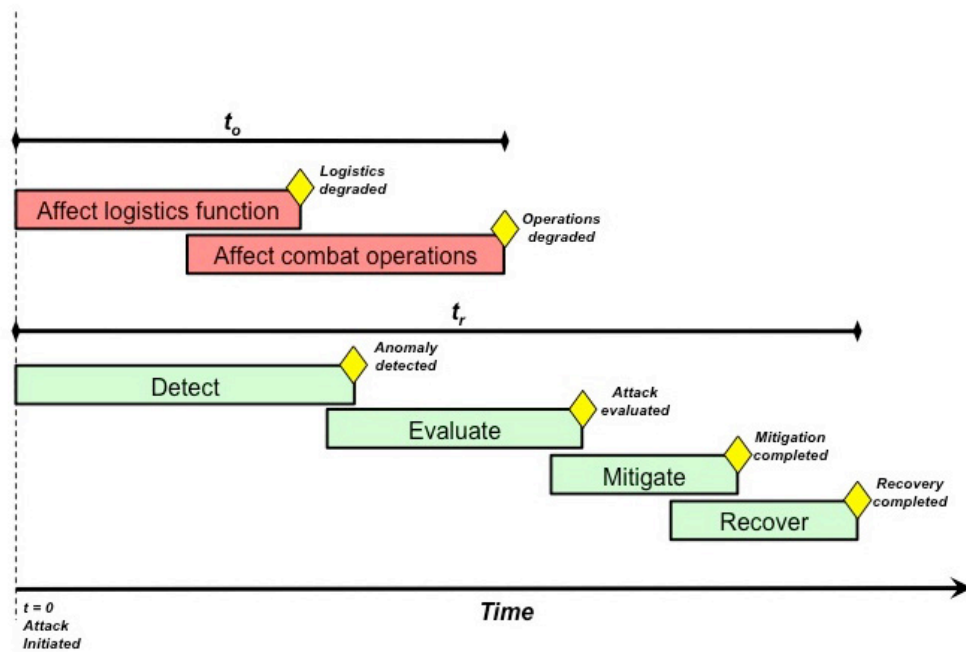 t_o
Logistics
degraded
Affect logistics function
Operations
degraded
Affect combat operations
t_r
Anomaly
detected
Detect
Attack
evaluated
Evaluate
Mitigation
completed
Mitigate
Recovery
completed
Recover
t = 0
Attack
Initiated
Time